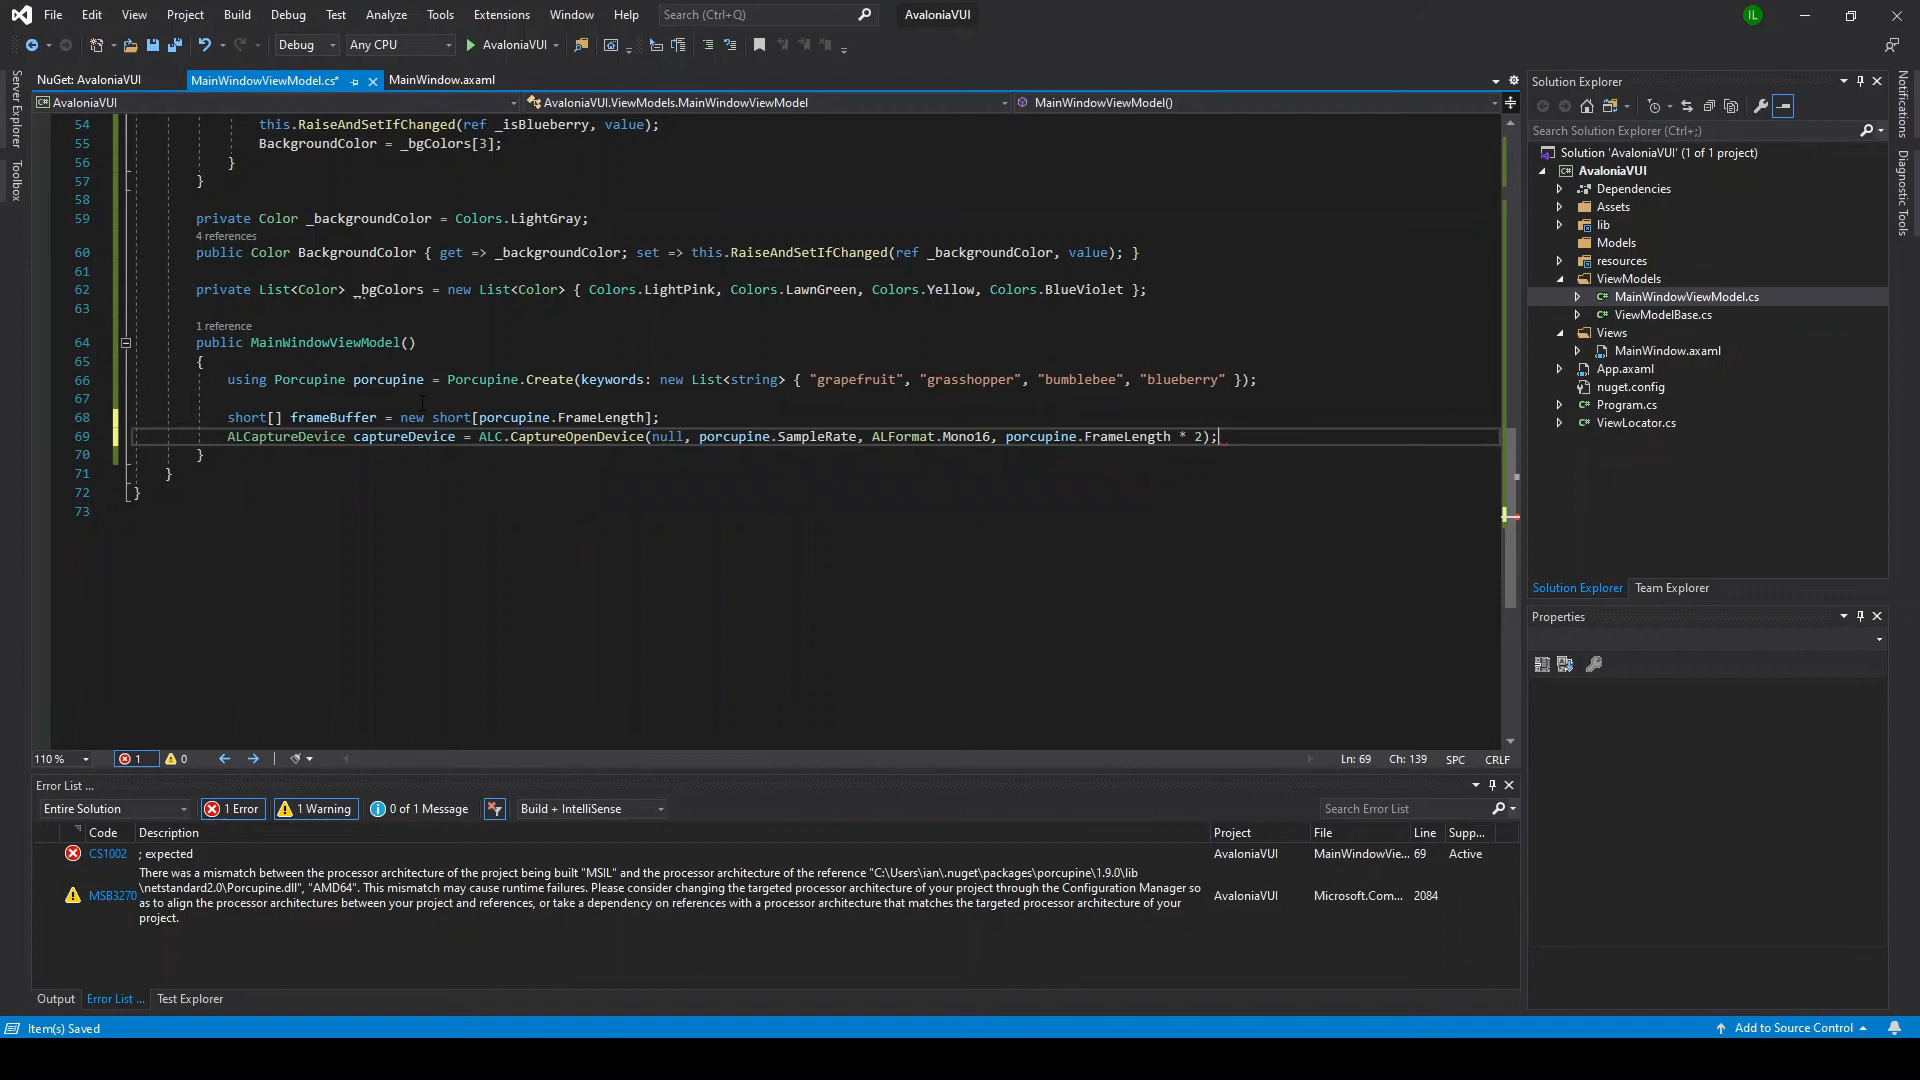 File Edit View Project Build Debug Test Analyze Tools Extensions Window Help Search (Ctrl+Q) AvaloniaVUI IL
Debug Any CPU AvaloniaVUI
NuGet: AvaloniaVUI MainWindowViewModel.cs* MainWindow.axaml
AvaloniaVUI AvaloniaVUI.ViewModels.MainWindowViewModel MainWindowViewModel()
Server Explorer
Toolbox
54 this.RaiseAndSetIfChanged(ref _isBlueberry, value);
55 BackgroundColor = _bgColors[3];
56 }
57 }
58
59 private Color _backgroundColor = Colors.LightGray;
4 references
60 public Color BackgroundColor { get => _backgroundColor; set => this.RaiseAndSetIfChanged(ref _backgroundColor, value); }
61
62 private List<Color> _bgColors = new List<Color> { Colors.LightPink, Colors.LawnGreen, Colors.Yellow, Colors.BlueViolet };
63
1 reference
64 public MainWindowViewModel()
65 {
66 using Porcupine porcupine = Porcupine.Create(keywords: new List<string> { "grapefruit", "grasshopper", "bumblebee", "blueberry" });
67
68 short[] frameBuffer = new short[porcupine.FrameLength];
69 ALCaptureDevice captureDevice = ALC.CaptureOpenDevice(null, porcupine.SampleRate, ALFormat.Mono16, porcupine.FrameLength * 2);
70 }
71 }
72 }
73
110 % 1 0 Ln: 69 Ch: 139 SPC CRLF
Error List ...
Entire Solution 1 Error 1 Warning 0 of 1 Message Build + IntelliSense Search Error List
Code Description Project File Line Supp...
CS1002 ; expected AvaloniaVUI MainWindowVie... 69 Active
MSB3270 There was a mismatch between the processor architecture of the project being built "MSIL" and the processor architecture of the reference "C:\Users\ian\.nuget\packages\porcupine\1.9.0\lib
\netstandard2.0\Porcupine.dll", "AMD64". This mismatch may cause runtime failures. Please consider changing the targeted processor architecture of your project through the Configuration Manager so
as to align the processor architectures between your project and references, or take a dependency on references with a processor architecture that matches the targeted processor architecture of your
project.
AvaloniaVUI Microsoft.Com... 2084
Output Error List ... Test Explorer
Item(s) Saved Add to Source Control
Solution Explorer
Search Solution Explorer (Ctrl+;)
Solution 'AvaloniaVUI' (1 of 1 project)
AvaloniaVUI
Dependencies
Assets
lib
Models
resources
ViewModels
MainWindowViewModel.cs
ViewModelBase.cs
Views
MainWindow.axaml
App.axaml
nuget.config
Program.cs
ViewLocator.cs
Solution Explorer Team Explorer
Properties
Notifications
Diagnostic Tools